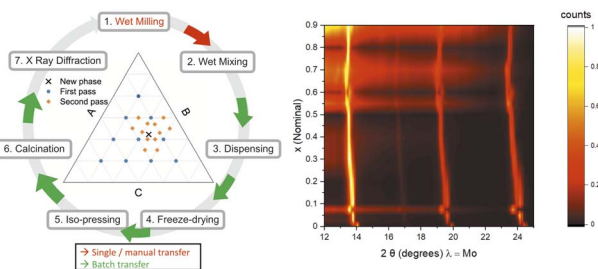 1. Wet Milling
2. Wet Mixing
3. Dispensing
4. Freeze-drying
5. Iso-pressing
6. Calcination
7. X Ray Diffraction
× New phase
First pass
Second pass
A
B
C
→ Single / manual transfer
→ Batch transfer
counts
x (Nominal)
0.9
0.8
0.7
0.6
0.5
0.4
0.3
0.2
0.1
0
12 14 16 18 20 22 24
2 θ (degrees) λ = Mo
1
0.8
0.6
0.4
0.2
0